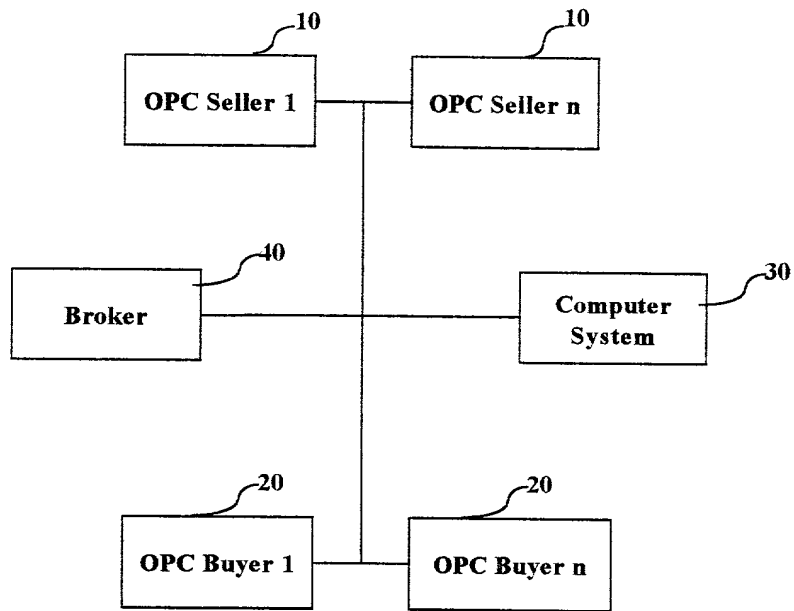 10
10
OPC Seller 1
OPC Seller n
40
30
Broker
Computer
System
20
20
OPC Buyer 1
OPC Buyer n